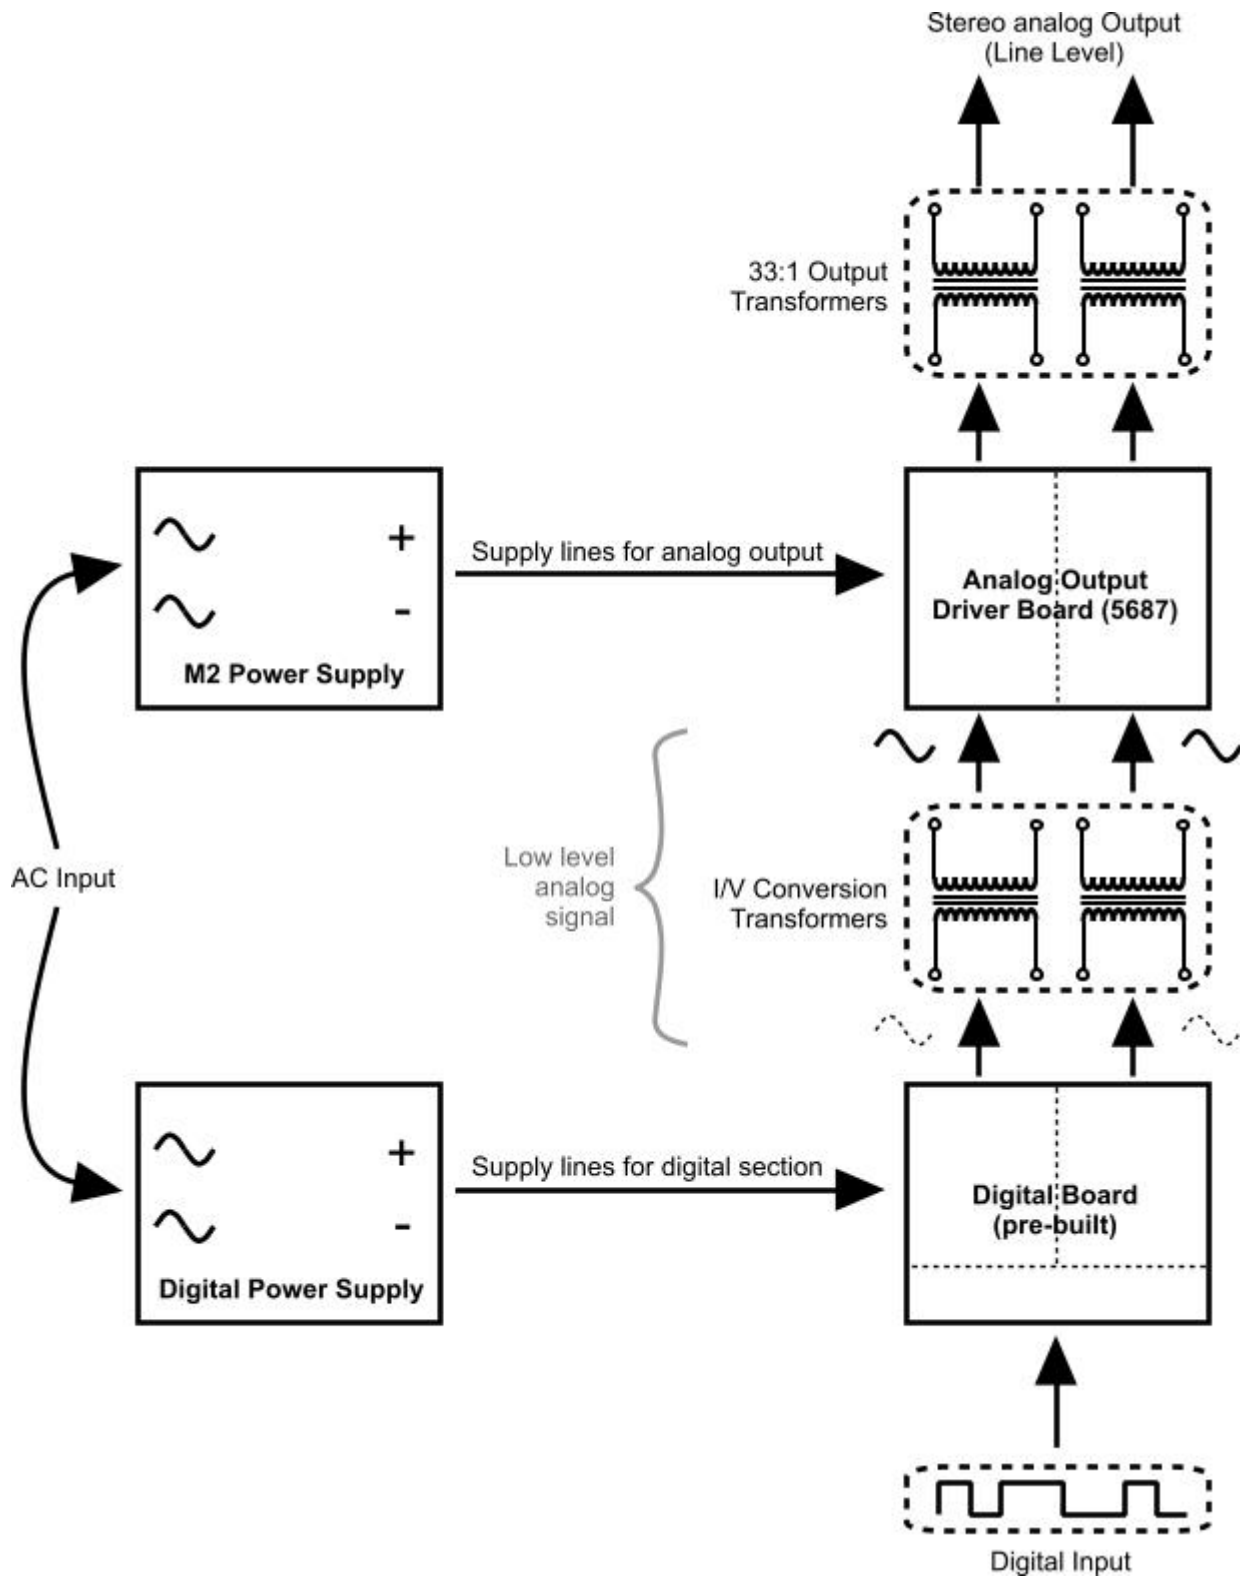 Stereo analog Output
(Line Level)
33:1 Output
Transformers
+
Supply lines for analog output
-
M2 Power Supply
Analog Output
Driver Board (5687)
Low level
analog
signal
I/V Conversion
Transformers
AC Input
+
Supply lines for digital section
-
Digital Power Supply
Digital Board
(pre-built)
Digital Input